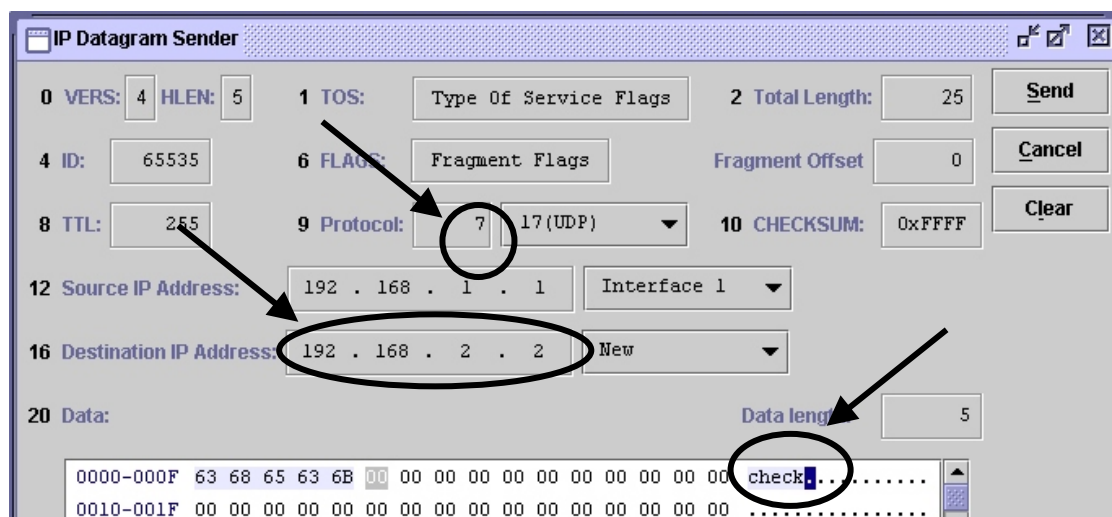 IP Datagram Sender
0 VERS: 4 HLEN: 5 1 TOS: Type Of Service Flags 2 Total Length: 25 Send
4 ID: 65535 6 FLAGS: Fragment Flags Fragment Offset 0 Cancel
8 TTL: 255 9 Protocol: 7 17(UDP) 10 CHECKSUM: 0xFFFF Clear
12 Source IP Address: 192 . 168 . 1 . 1 Interface 1
16 Destination IP Address: 192 . 168 . 2 . 2 New
20 Data: Data length: 5
0000-000F 63 68 65 63 6B 00 00 00 00 00 00 00 00 00 00 00 check...........
0010-001F 00 00 00 00 00 00 00 00 00 00 00 00 00 00 00 00 ................